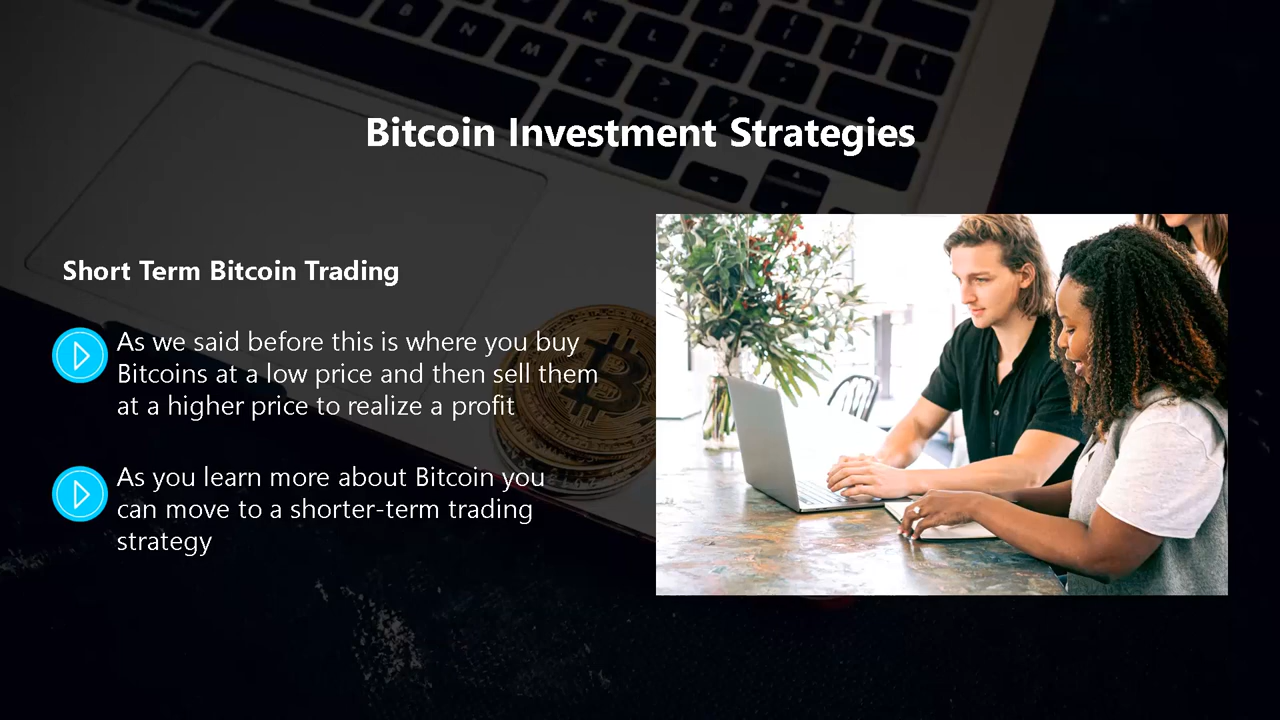 Bitcoin Investment Strategies
Short Term Bitcoin Trading
As we said before this is where you buy
Bitcoins at a low price and then sell them
at a higher price to realize a profit
As you learn more about Bitcoin you
can move to a shorter-term trading
strategy